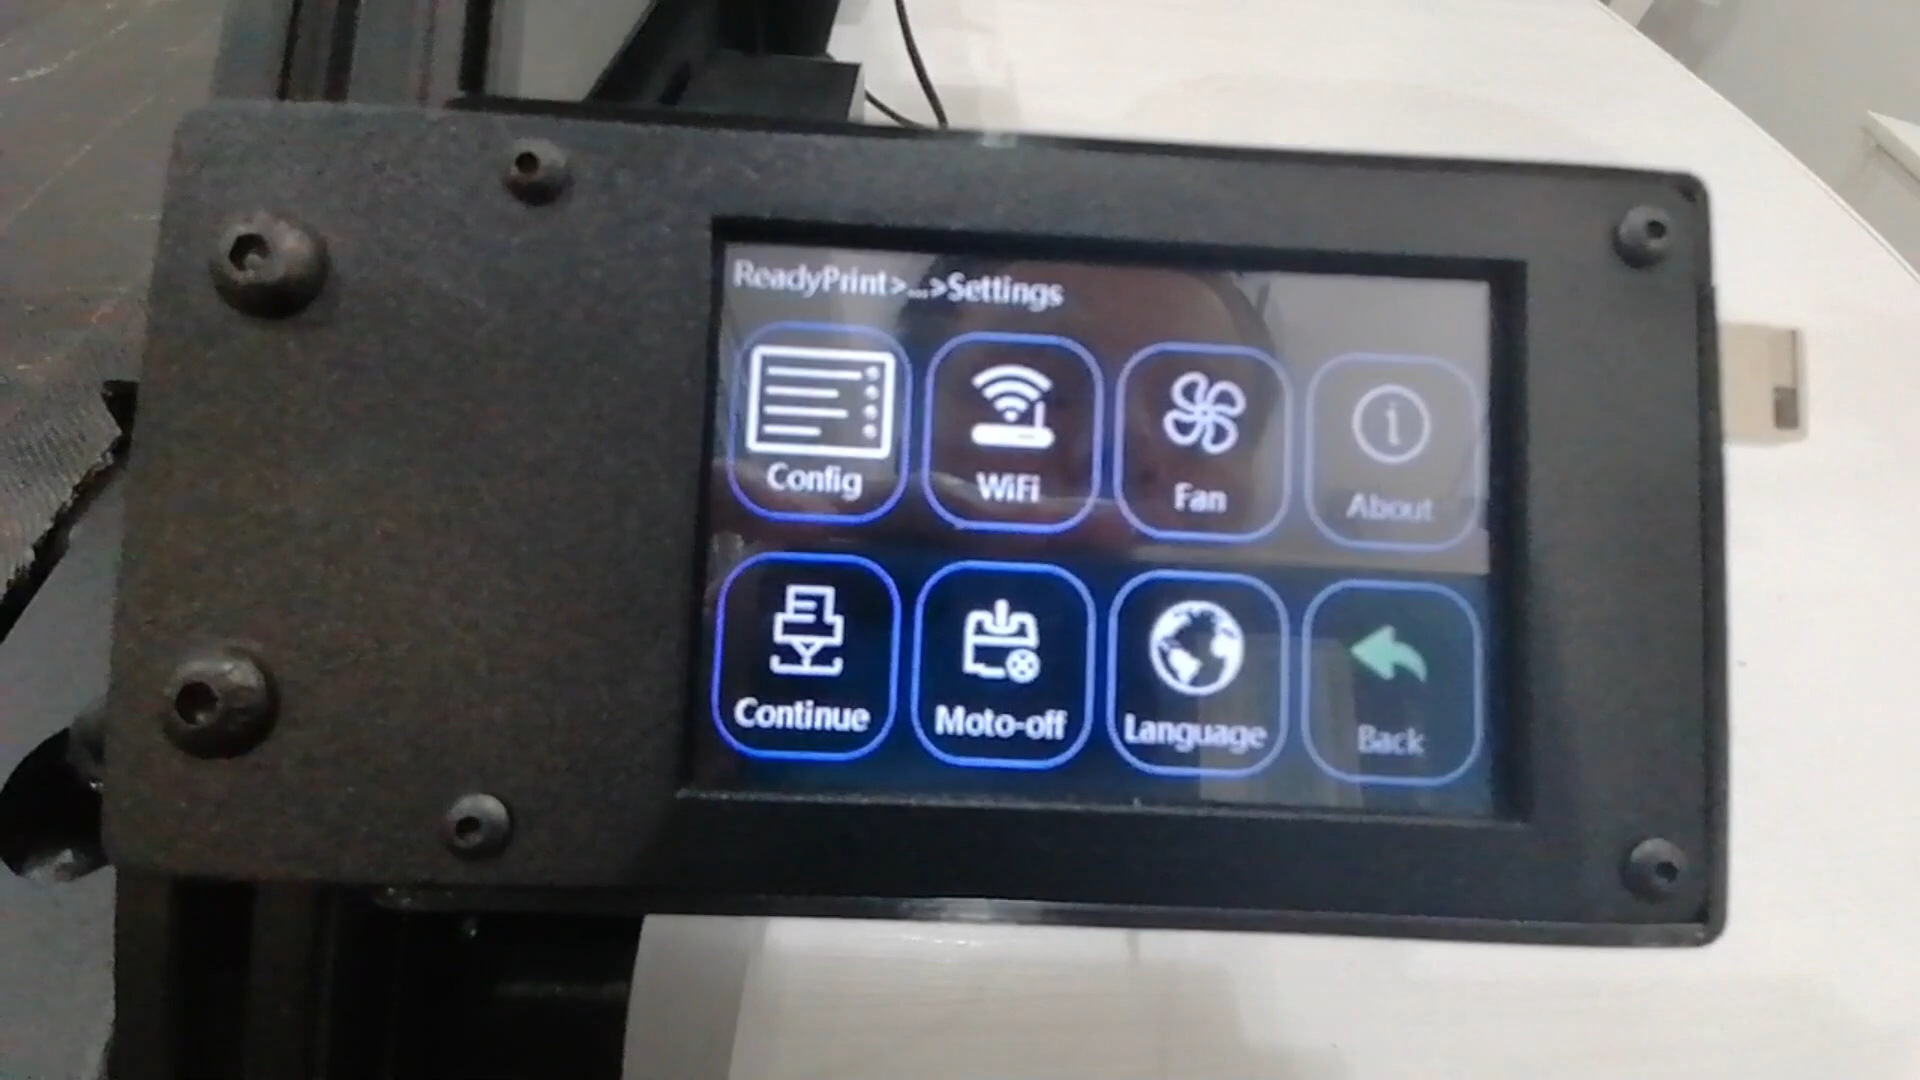 ReadyPrint>...>Settings
Config
WiFi
Fan
About
Continue
Moto-off
Language
Back